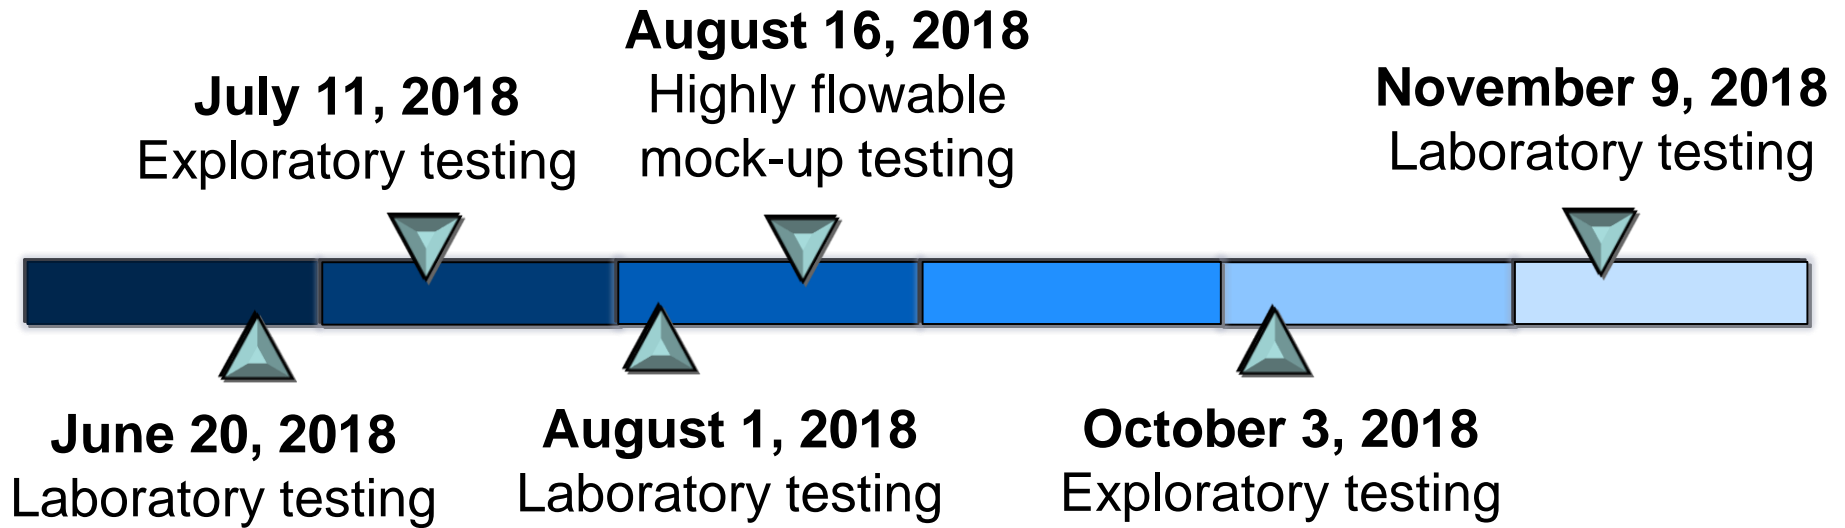 August 16, 2018
Highly flowable
mock-up testing
July 11, 2018
Exploratory testing
November 9, 2018
Laboratory testing
June 20, 2018
Laboratory testing
August 1, 2018
Laboratory testing
October 3, 2018
Exploratory testing